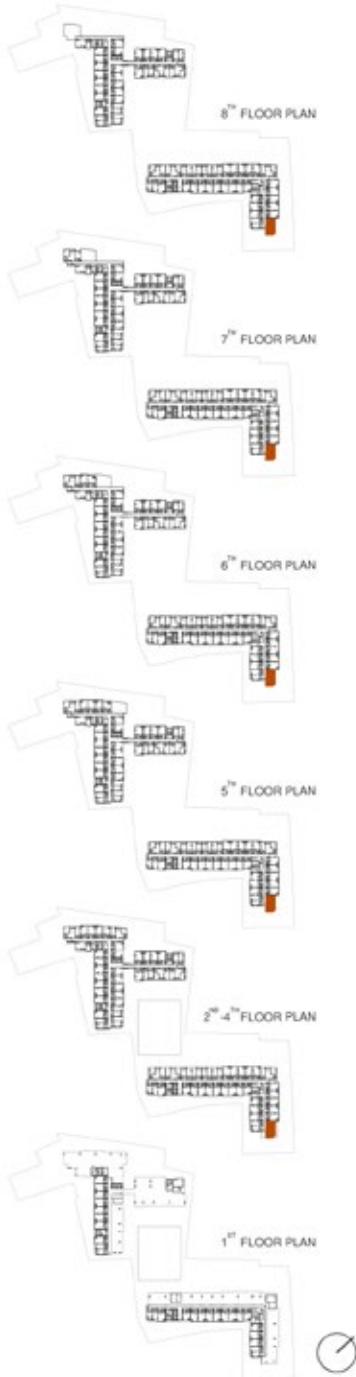 8TH FLOOR PLAN
7TH FLOOR PLAN
6TH FLOOR PLAN
5TH FLOOR PLAN
2ND-4TH FLOOR PLAN
1ST FLOOR PLAN